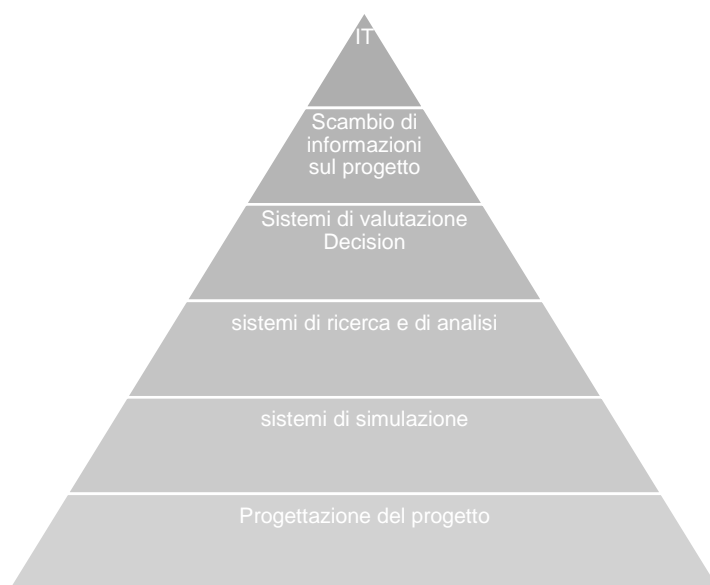 IT
Scambio di
informazioni
sul progetto
Sistemi di valutazione
Decision
sistemi di ricerca e di analisi
sistemi di simulazione
Progettazione del progetto